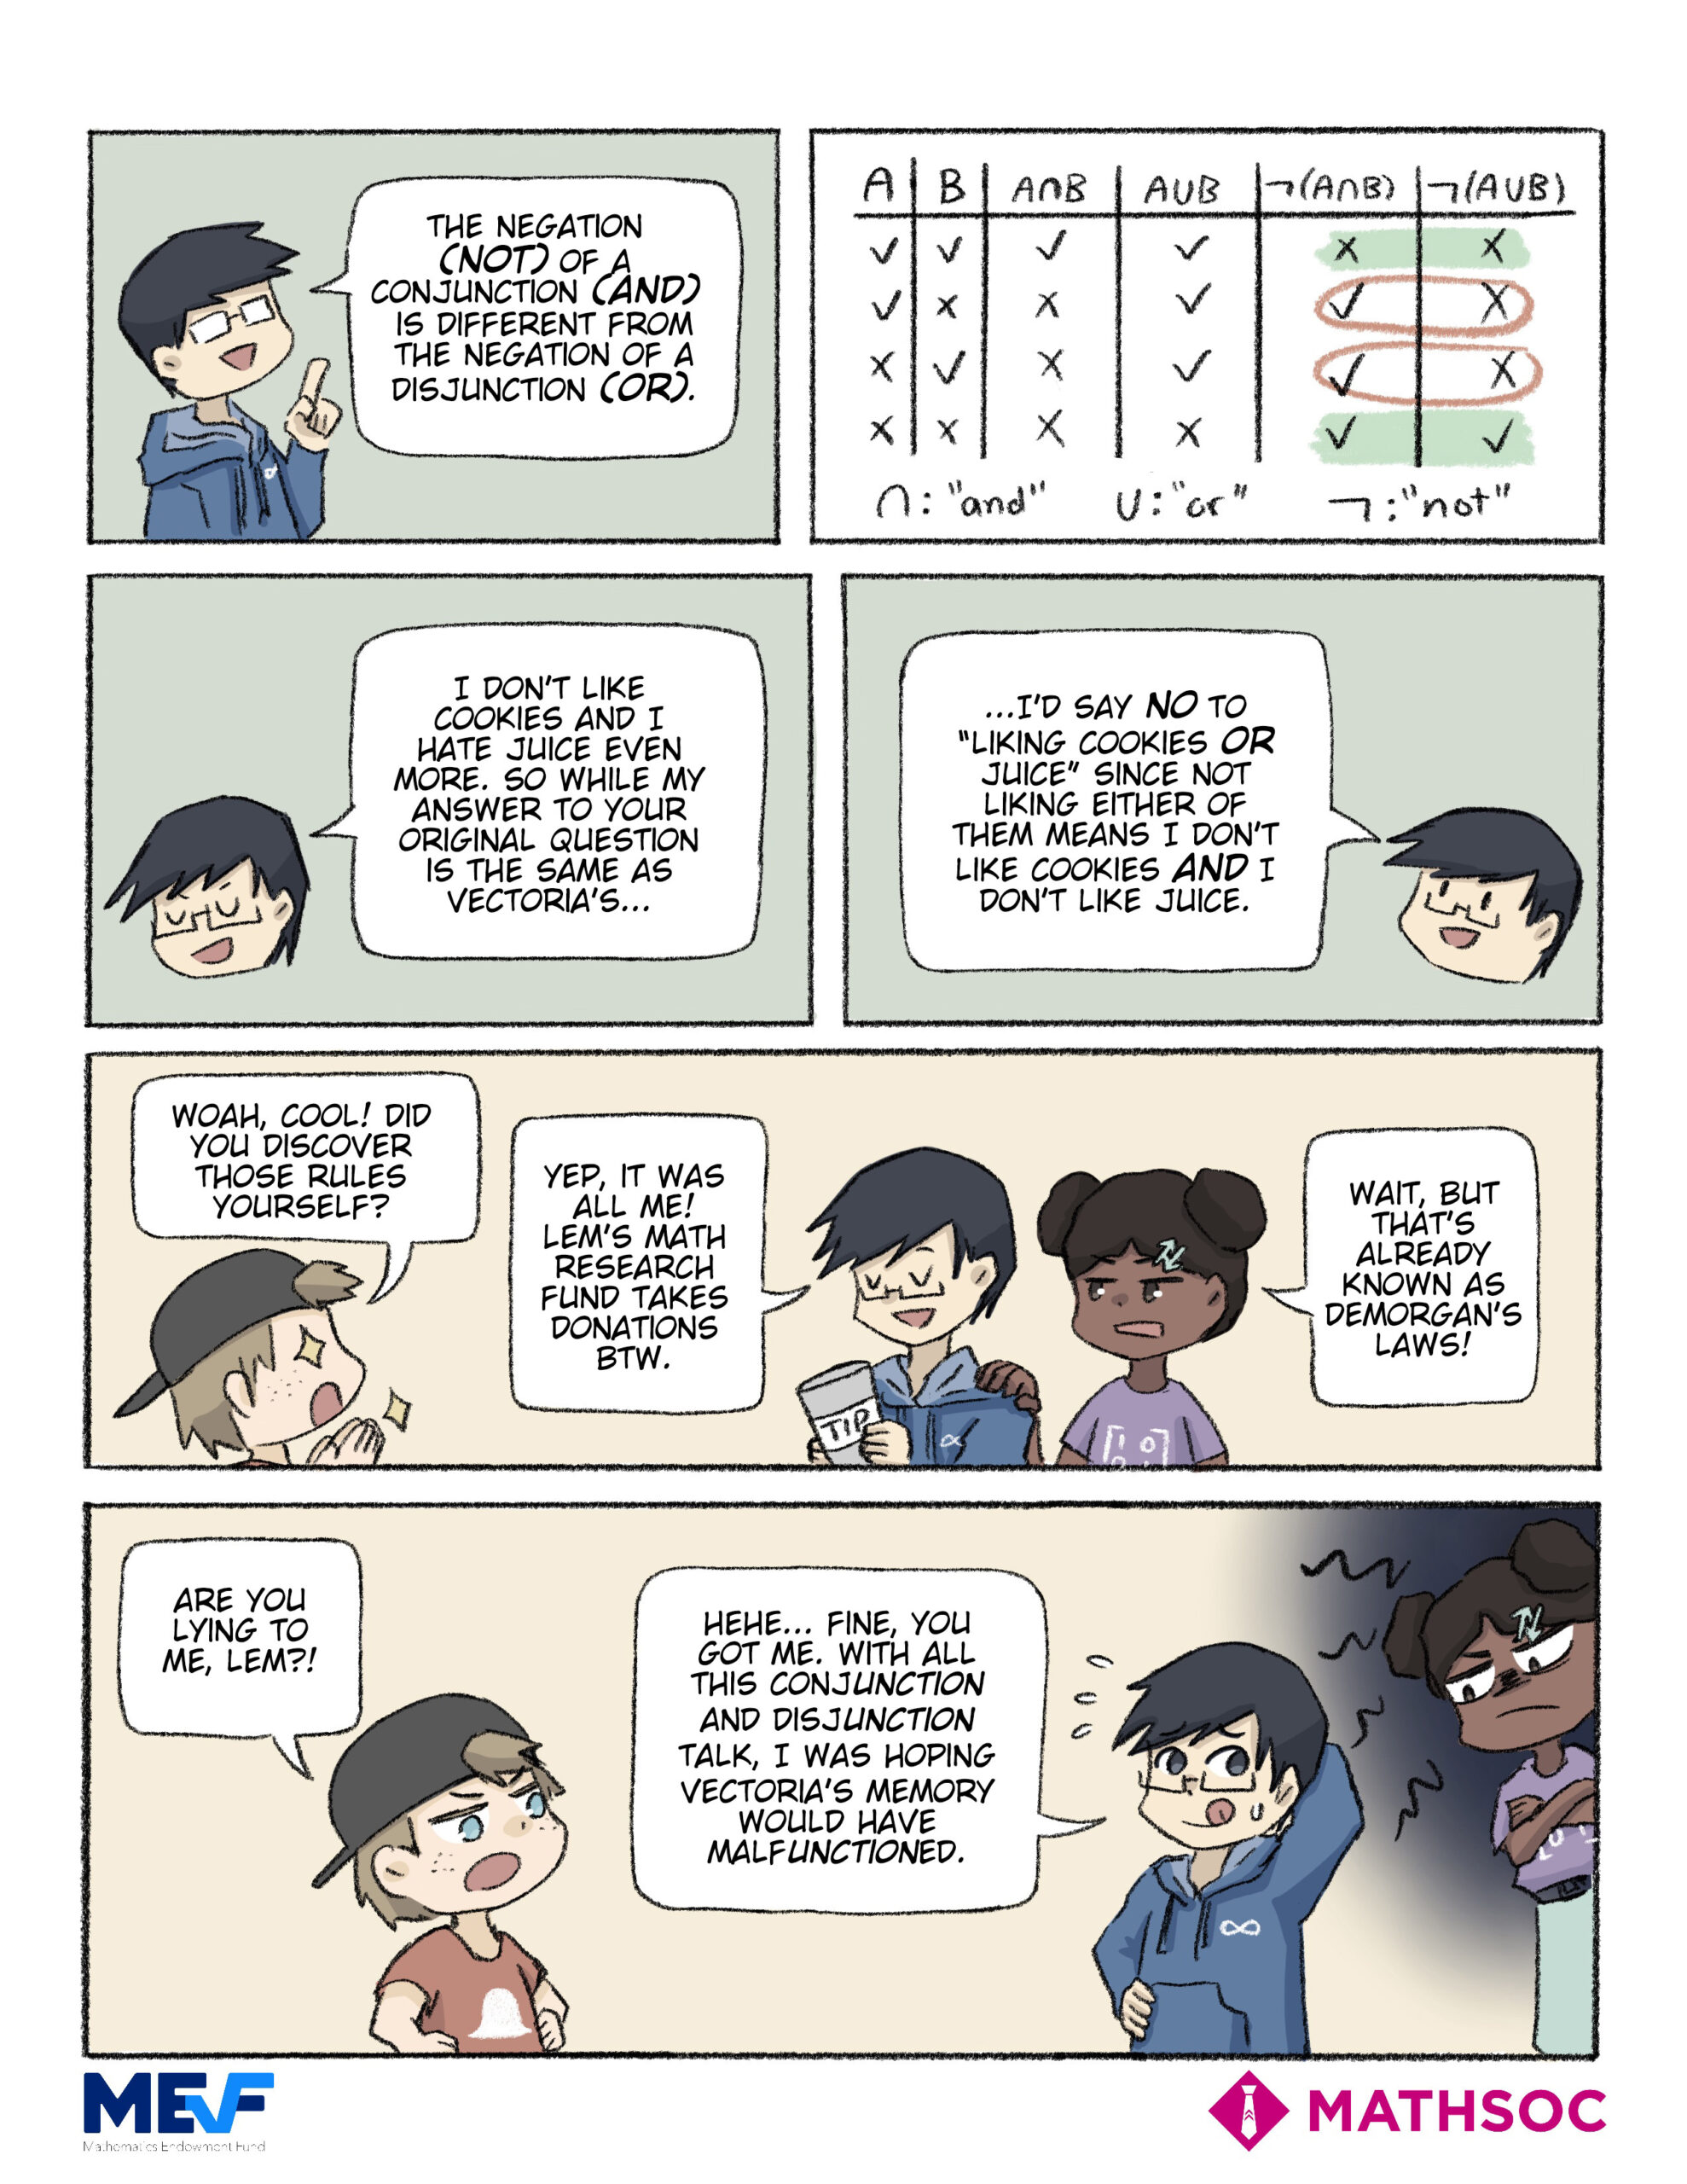 THE NEGATION
(NOT) OF A
CONJUNCTION (AND)
IS DIFFERENT FROM
THE NEGATION OF A
DISJUNCTION (OR).
A B A∩B A∪B ¬(A∩B) ¬(A∪B)
✓ ✓ ✓ ✓ x x
✓ x x ✓ ✓ x
x ✓ x ✓ ✓ x
x x x x ✓ ✓
∩: "and" ∪: "or" ¬: "not"
I DON'T LIKE
COOKIES AND I
HATE JUICE EVEN
MORE. SO WHILE MY
ANSWER TO YOUR
ORIGINAL QUESTION
IS THE SAME AS
VECTORIA'S...
...I'D SAY NO TO
"LIKING COOKIES OR
JUICE" SINCE NOT
LIKING EITHER OF
THEM MEANS I DON'T
LIKE COOKIES AND I
DON'T LIKE JUICE.
WOAH, COOL! DID
YOU DISCOVER
THOSE RULES
YOURSELF?
YEP, IT WAS
ALL ME!
LEM'S MATH
RESEARCH
FUND TAKES
DONATIONS
BTW.
TIP
WAIT, BUT
THAT'S
ALREADY
KNOWN AS
DEMORGAN'S
LAWS!
ARE YOU
LYING TO
ME, LEM?!
HEHE... FINE, YOU
GOT ME. WITH ALL
THIS CONJUNCTION
AND DISJUNCTION
TALK, I WAS HOPING
VECTORIA'S MEMORY
WOULD HAVE
MALFUNCTIONED.
MEF
Mathematics Endowment Fund
MATHSOC